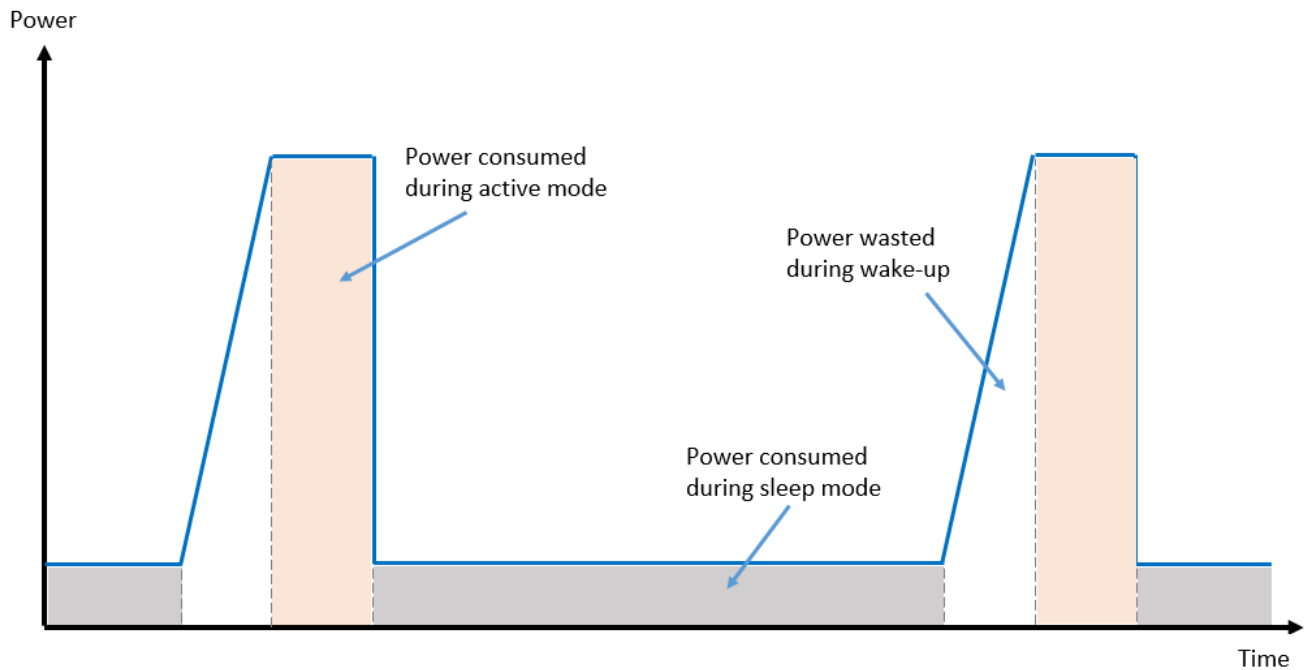 Power
Power consumed
during active mode
Power wasted
during wake-up
Power consumed
during sleep mode
Time